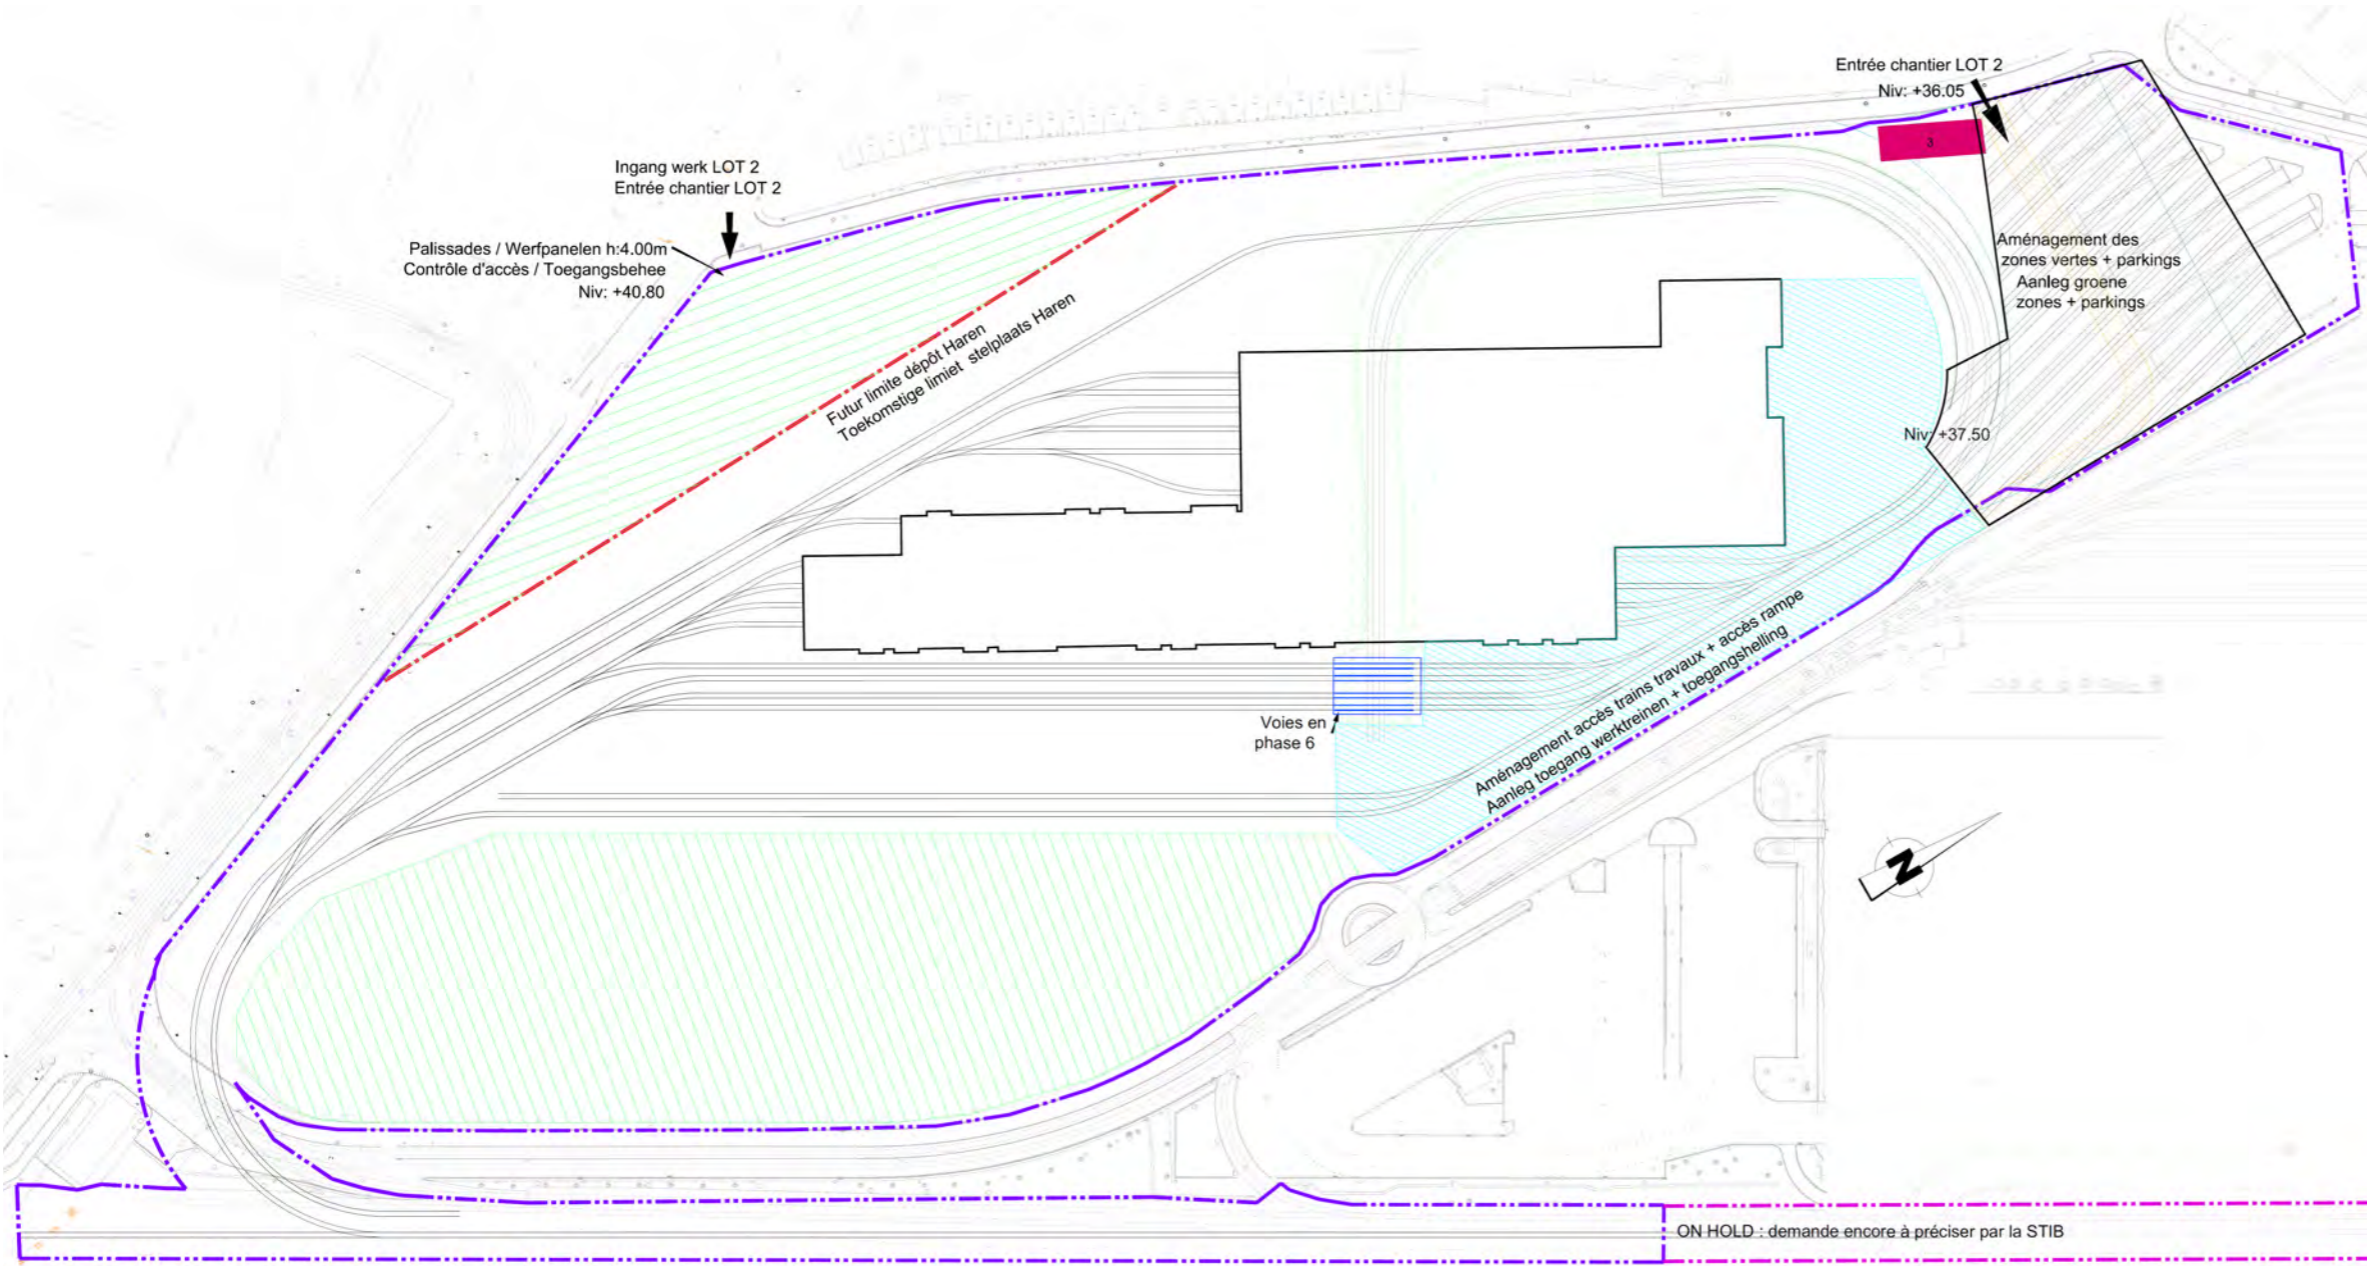 Entrée chantier LOT 2
Niv: +36.05
3
Ingang werk LOT 2
Entrée chantier LOT 2
Palissades / Werfpanelen h:4.00m
Contrôle d'accès / Toegangsbehee
Niv: +40.80
Aménagement des
zones vertes + parkings
Aanleg groene
zones + parkings
Futur limite dépôt Haren
Toekomstige limiet stelplaats Haren
Niv: +37.50
Aménagement accès trains travaux + accès rampe
Aanleg toegang werktreinen + toegangshelling
Voies en
phase 6
N
ON HOLD : demande encore à préciser par la STIB